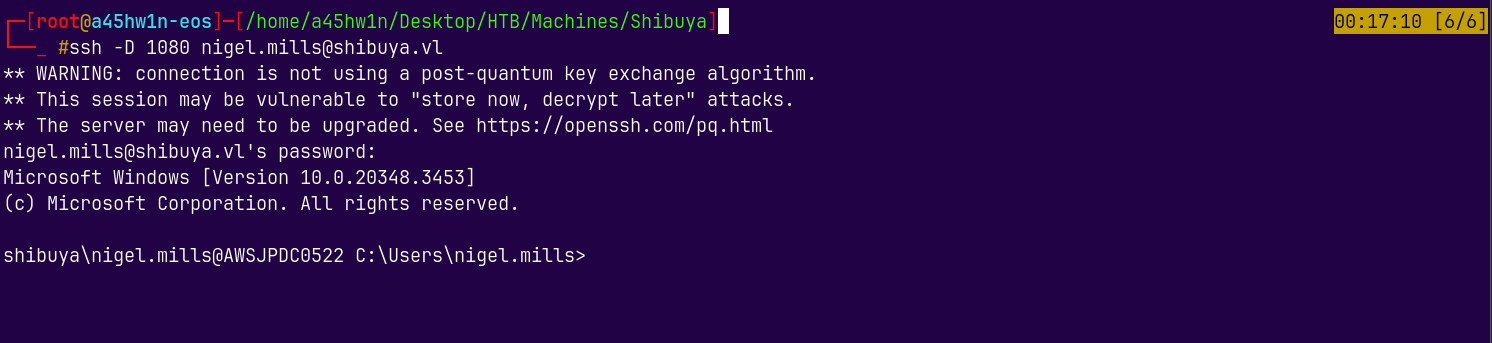 ┌─[root@a45hw1n-eos]─[/home/a45hw1n/Desktop/HTB/Machines/Shibuya] 00:17:10 [6/6]
└──_ #ssh -D 1080 nigel.mills@shibuya.vl
** WARNING: connection is not using a post-quantum key exchange algorithm.
** This session may be vulnerable to "store now, decrypt later" attacks.
** The server may need to be upgraded. See https://openssh.com/pq.html
nigel.mills@shibuya.vl's password:
Microsoft Windows [Version 10.0.20348.3453]
(c) Microsoft Corporation. All rights reserved.
shibuya\nigel.mills@AWSJPDC0522 C:\Users\nigel.mills>